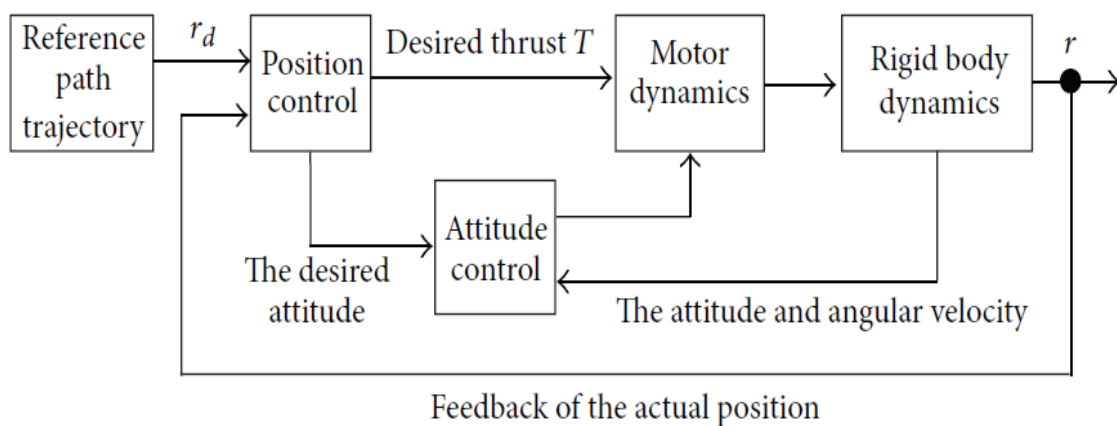 Reference
path
trajectory
r_d
Position
control
Desired thrust T
Motor
dynamics
Rigid body
dynamics
r
The desired
attitude
Attitude
control
The attitude and angular velocity
Feedback of the actual position